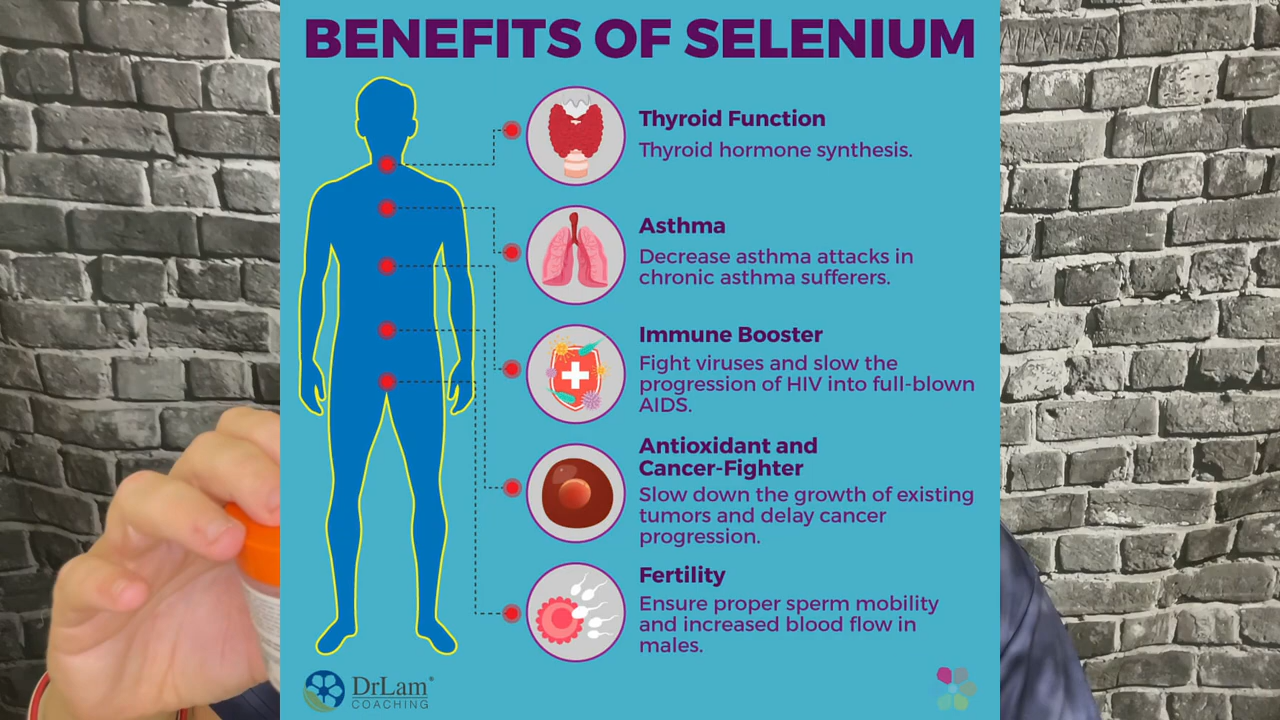 BENEFITS OF SELENIUM
Thyroid Function
Thyroid hormone synthesis.
Asthma
Decrease asthma attacks in
chronic asthma sufferers.
Immune Booster
Fight viruses and slow the
progression of HIV into full-blown
AIDS.
Antioxidant and
Cancer-Fighter
Slow down the growth of existing
tumors and delay cancer
progression.
Fertility
Ensure proper sperm mobility
and increased blood flow in
males.
DrLam®
COACHING